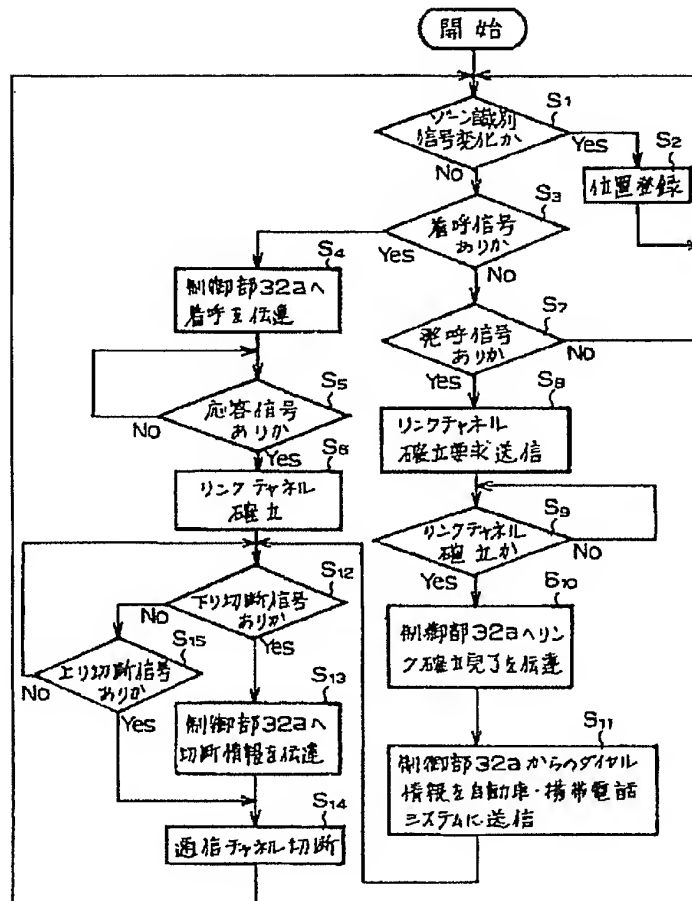 開始
S1
ゾーン識別
信号変化か
Yes
No
S2
位置登録
S3
着呼信号
ありか
Yes
No
S4
制御部32aへ
着呼を伝達
S5
応答信号
ありか
No
Yes
S6
リンクチャネル
確立
S7
発呼信号
ありか
No
Yes
S8
リンクチャネル
確立要求送信
S9
リンクチャネル
確立か
No
Yes
S10
制御部32aへリン
ク確立完了を伝達
S11
制御部32aからのダイヤル
情報を自動車・携帯電話
システムに送信
S12
下り切断信号
ありか
No
Yes
S13
制御部32aへ
切断情報を伝達
S15
上り切断信号
ありか
No
Yes
S14
通信チャネル切断